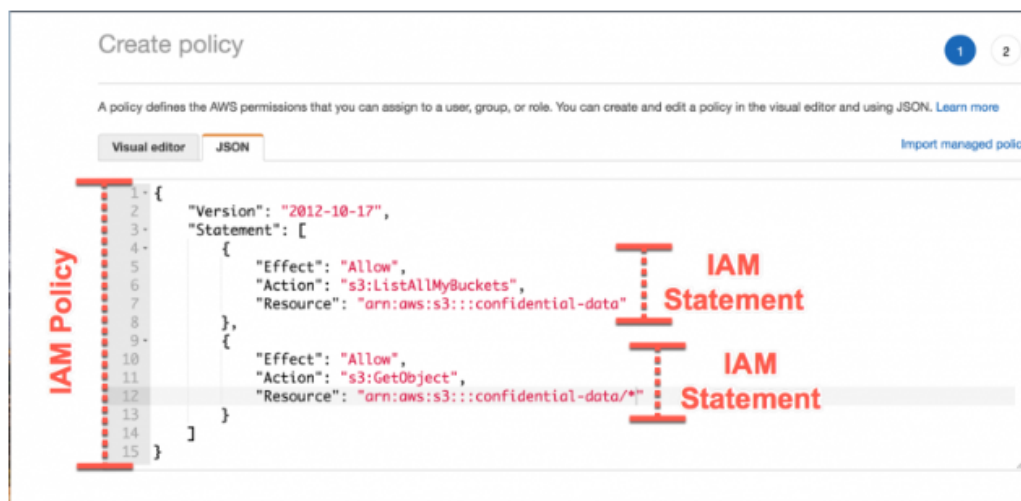 Create policy
1
2
A policy defines the AWS permissions that you can assign to a user, group, or role. You can create and edit a policy in the visual editor and using JSON. Learn more
Visual editor
JSON
Import managed polic
IAM Policy
1 {
2 "Version": "2012-10-17",
3 "Statement": [
4 {
5 "Effect": "Allow",
6 "Action": "s3:ListAllMyBuckets",
7 "Resource": "arn:aws:s3:::confidential-data"
8 },
9 {
10 "Effect": "Allow",
11 "Action": "s3:GetObject",
12 "Resource": "arn:aws:s3:::confidential-data/*"
13 }
14 ]
15 }
IAM
Statement
IAM
Statement